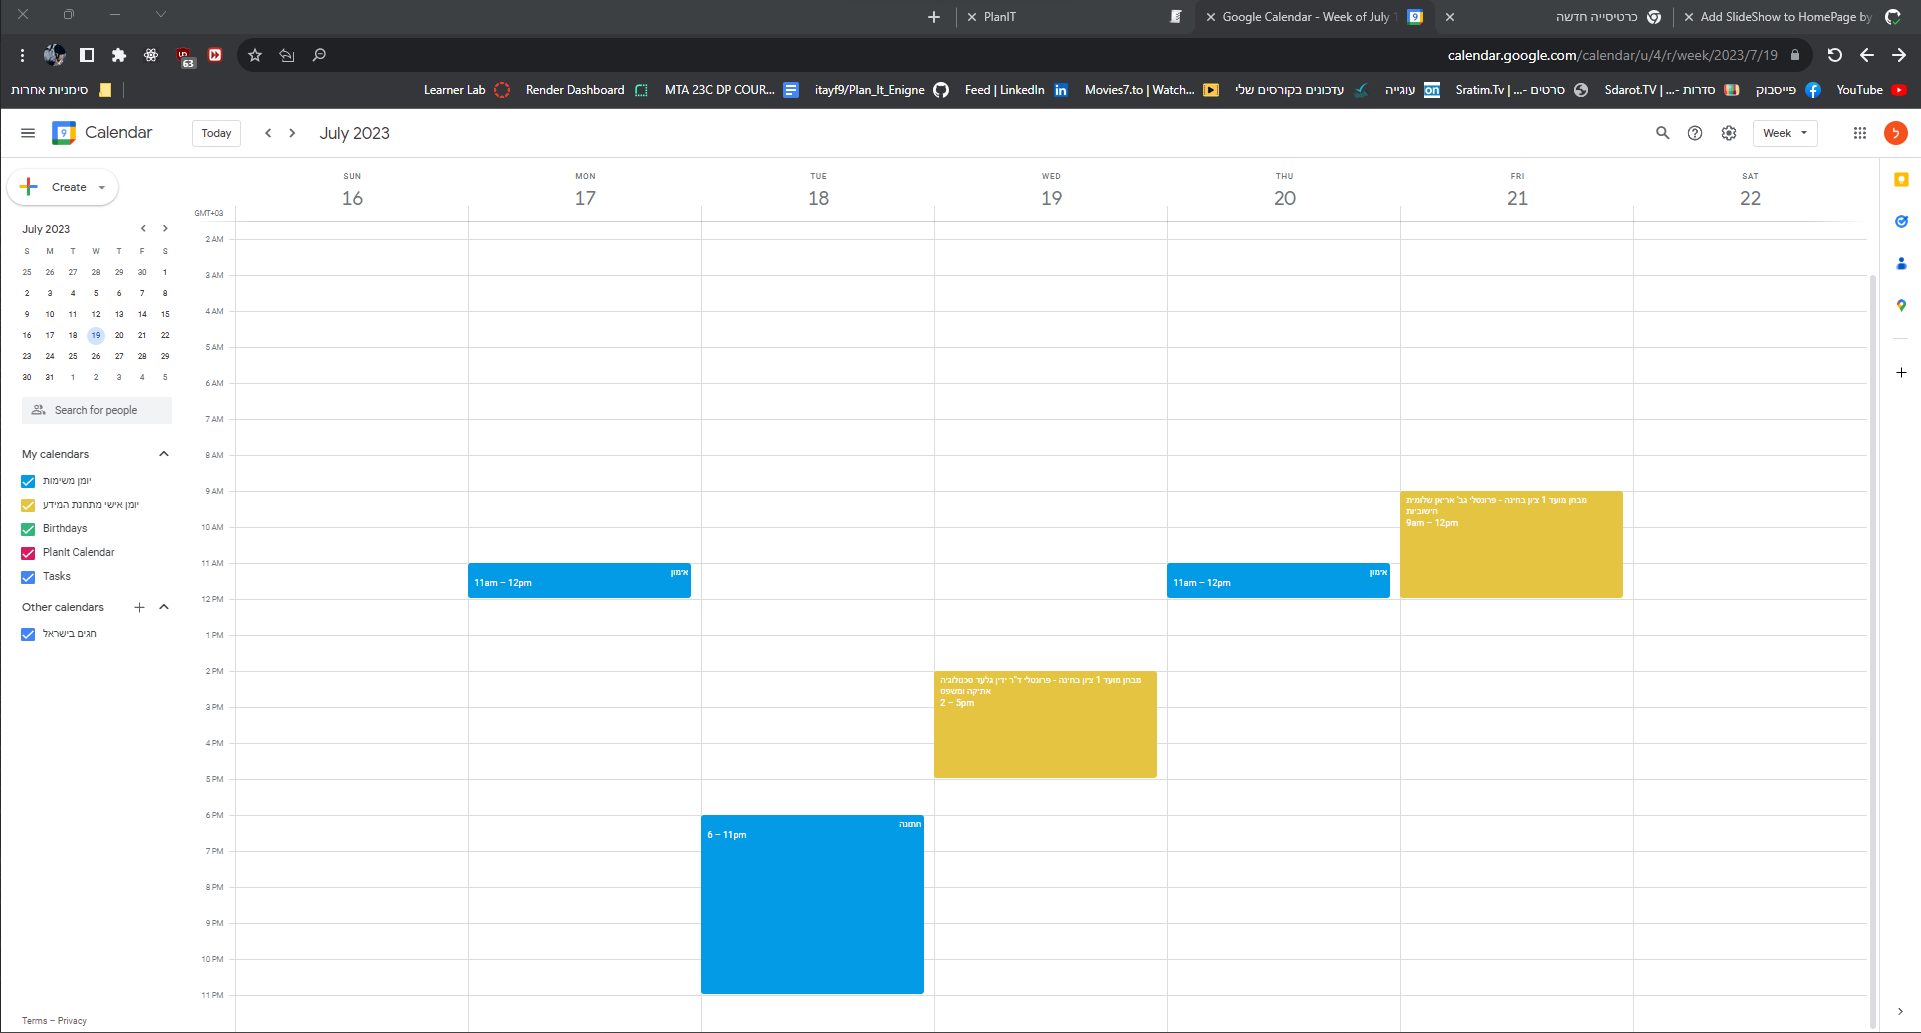 PlanIT
Google Calendar - Week of July 1
כרטיסייה חדשה
Add SlideShow to HomePage by
63
calendar.google.com/calendar/u/4/r/week/2023/7/19
סימניות אחרות
Learner Lab
Render Dashboard
MTA 23C DP COUR...
itayf9/Plan_It_Enigne
Feed | LinkedIn
Movies7.to | Watch...
עדכונים בקורסים שלי
עוגייה
Sratim.Tv | ...- סרטים
Sdarot.TV | ...- סדרות
פייסבוק
YouTube
Calendar
Today
July 2023
Week
ל
Create
SUN MON TUE WED THU FRI SAT
16 17 18 19 20 21 22
GMT+03
July 2023
S M T W T F S
25 26 27 28 29 30 1
2 3 4 5 6 7 8
9 10 11 12 13 14 15
16 17 18 19 20 21 22
23 24 25 26 27 28 29
30 31 1 2 3 4 5
Search for people
My calendars
יומן משימות
יומן אישי מתחנת המידע
Birthdays
PlanIt Calendar
Tasks
Other calendars
חגים בישראל
Terms – Privacy
2 AM
3 AM
4 AM
5 AM
6 AM
7 AM
8 AM
9 AM
10 AM
11 AM
12 PM
1 PM
2 PM
3 PM
4 PM
5 PM
6 PM
7 PM
8 PM
9 PM
10 PM
11 PM
אימון
11am – 12pm
חתונה
6 – 11pm
מבחן מועד 1 ציון בחינה - פרונטלי ד"ר ידין גלעד טכנולוגיה
אתיקה ומשפט
2 – 5pm
אימון
11am – 12pm
מבחן מועד 1 ציון בחינה - פרונטלי גב' אריאן שלומית
חישוביות
9am – 12pm